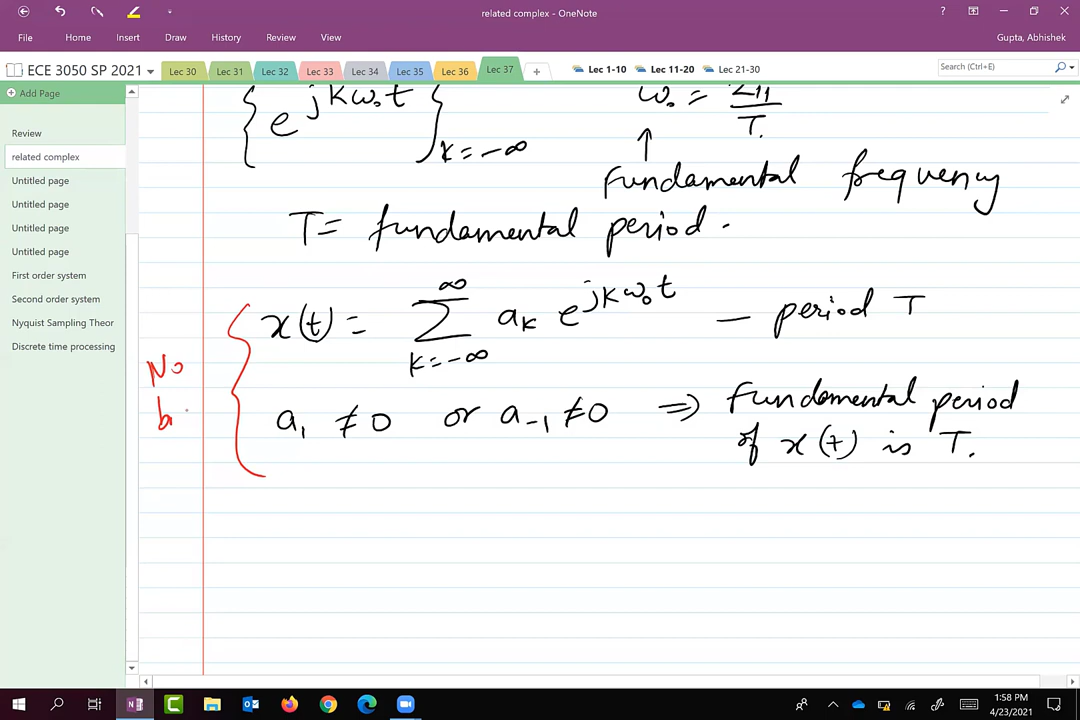 related complex - OneNote
?
File Home Insert Draw History Review View
Gupta, Abhishek
ECE 3050 SP 2021
Lec 30 Lec 31 Lec 32 Lec 33 Lec 34 Lec 35 Lec 36 Lec 37 +
Lec 1-10 Lec 11-20 Lec 21-30
Search (Ctrl+E)
Add Page
Review
related complex
Untitled page
Untitled page
Untitled page
Untitled page
First order system
Second order system
Nyquist Sampling Theor
Discrete time processing
{e^{jkω₀t}}_{k=-∞} ω₀ = 2π/T
↑
fundamental frequency
T = fundamental period.
x(t) = ∑_{k=-∞}^{∞} a_k e^{jkω₀t} — period T
a₁ ≠ 0 or a₋₁ ≠ 0 ⇒ fundamental period
of x(t) is T.
No
1:58 PM
4/23/2021